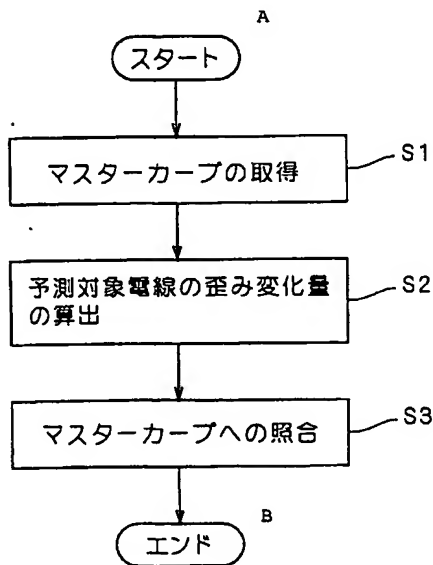 A
スタート
マスターカーブの取得
S1
予測対象電線の歪み変化量
の算出
S2
マスターカーブへの照合
S3
B
エンド